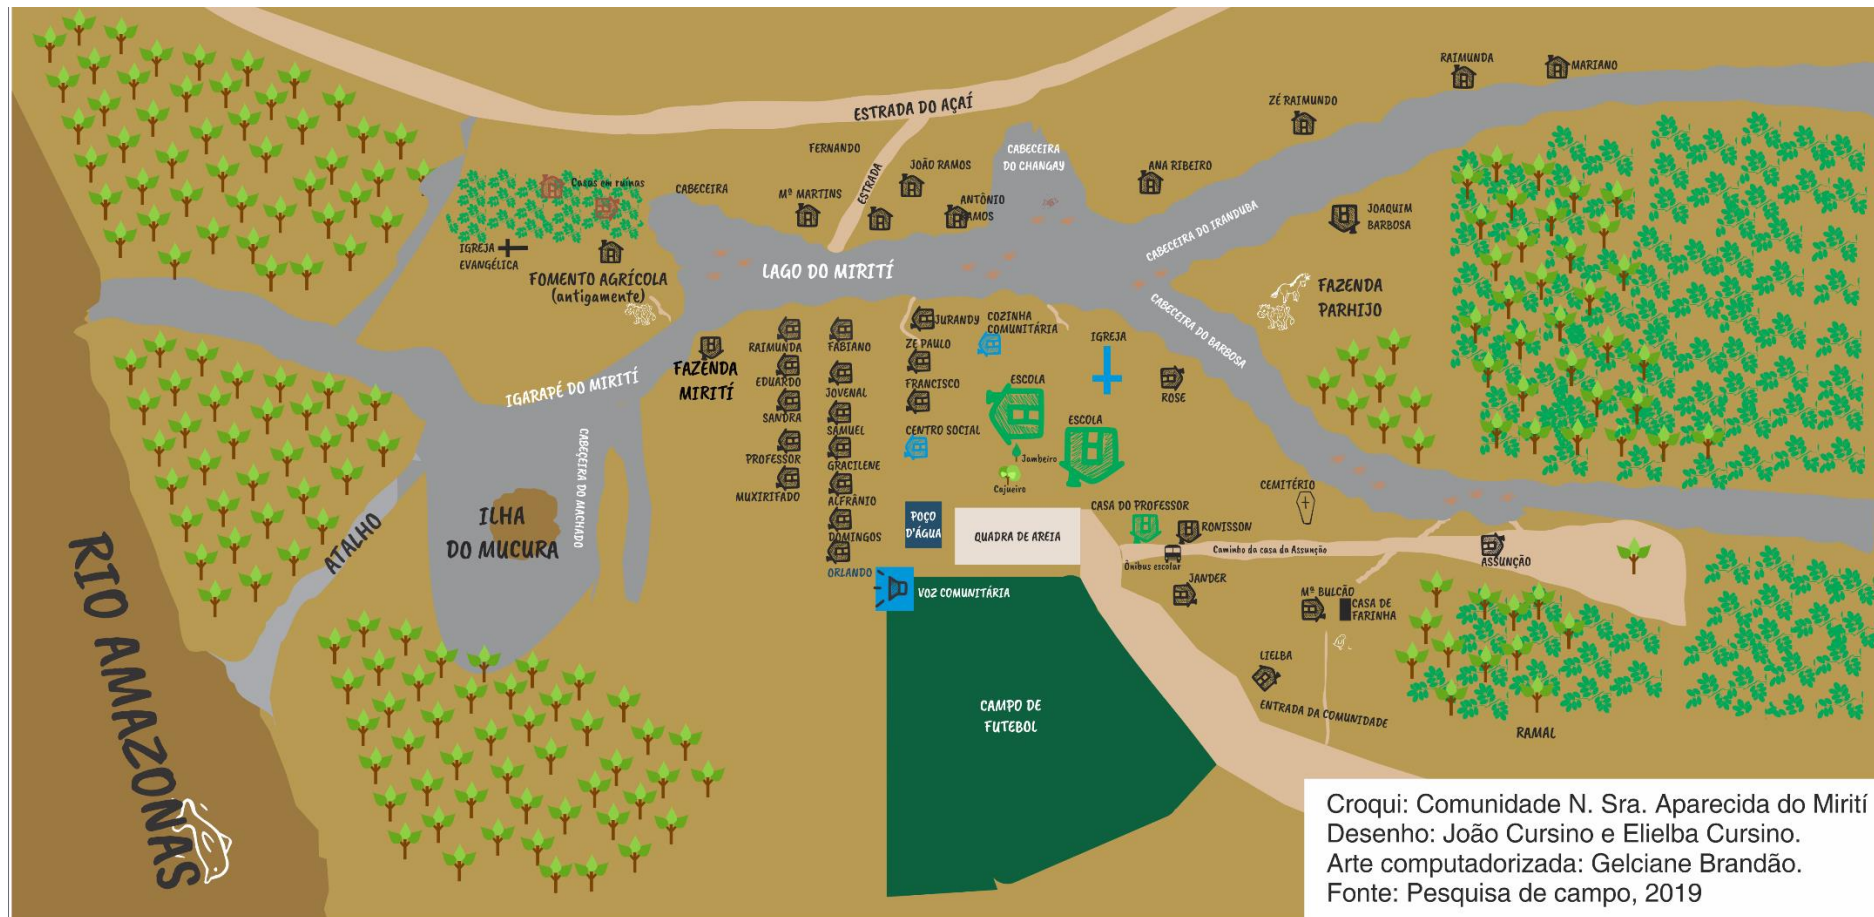 RAIMUNDA
MARIANO
ZÉ RAIMUNDO
ESTRADA DO AÇAÍ
FERNANDO
ESTRADA
JOÃO RAMOS
CABECEIRA
DO CHANGAY
ANA RIBEIRO
Casas em ruínas
CABECEIRA
Mª MARTINS
ANTÔNIO
RAMOS
CABECEIRA DO IRANDUBA
JOAQUIM
BARBOSA
IGREJA
EVANGÉLICA
FOMENTO AGRÍCOLA
(antigamente)
LAGO DO MIRITÍ
FAZENDA
PARHIJO
CABECEIRA DO BARBOSA
IGARAPÉ DO MIRITÍ
FAZENDA
MIRITÍ
RAIMUNDA
EDUARDO
SANDRA
PROFESSOR
MUXIRIFADO
FABIANO
JOVENAL
SAMUEL
GRACILENE
ALFRÂNIO
DOMINGOS
ORLANDO
JURANDY
ZÉ PAULO
FRANCISCO
CENTRO SOCIAL
COZINHA
COMUNITÁRIA
IGREJA
ESCOLA
ESCOLA
ROSE
Jambeiro
Cajueiro
CABEÇEIRA DO MACHADO
ILHA
DO MUCURA
ATALHO
RIO AMAZONAS
POÇO
D'ÁGUA
QUADRA DE AREIA
CASA DO PROFESSOR
RONISSON
CEMITÉRIO
Caminho da casa da Assunção
Ônibus escolar
ASSUNÇÃO
JANDER
Mª BULCÃO
CASA DE
FARINHA
VOZ COMUNITÁRIA
LIELBA
ENTRADA DA COMUNIDADE
RAMAL
CAMPO DE
FUTEBOL
Croqui: Comunidade N. Sra. Aparecida do Mirití
Desenho: João Cursino e Elielba Cursino.
Arte computadorizada: Gelciane Brandão.
Fonte: Pesquisa de campo, 2019